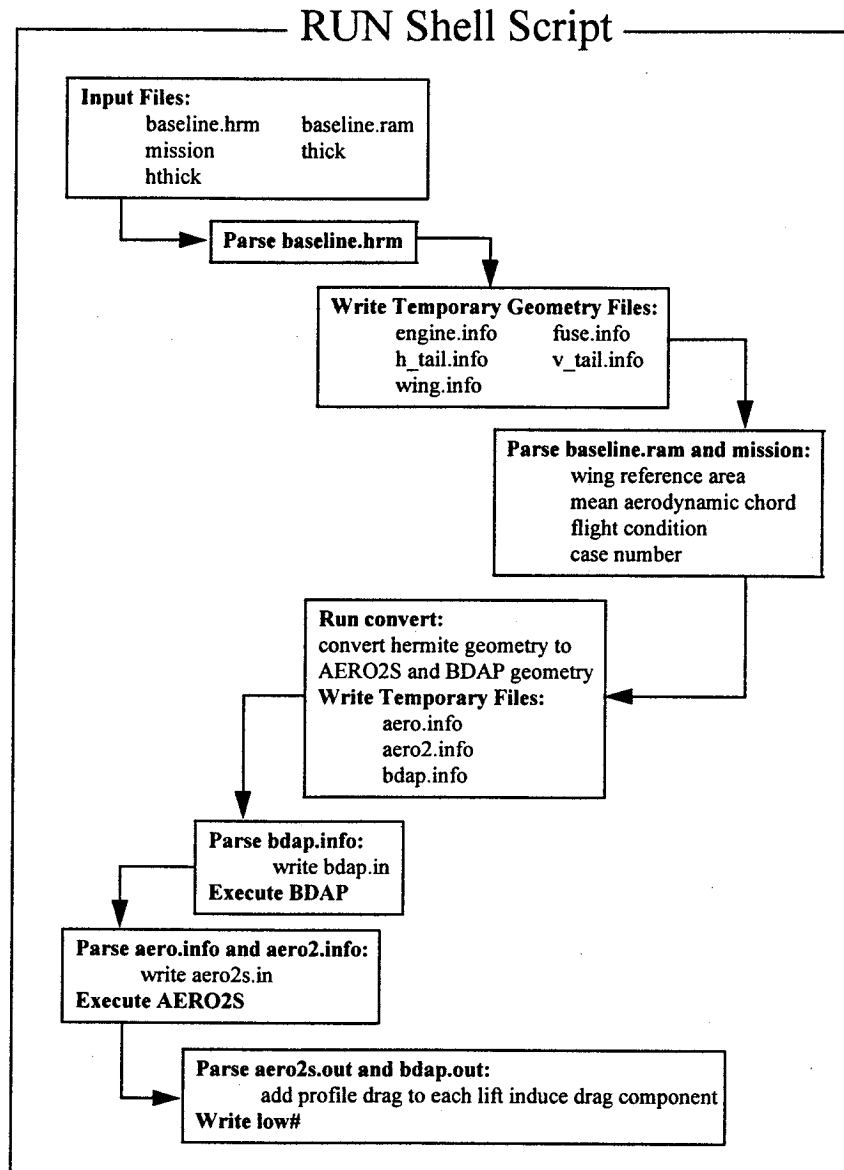 RUN Shell Script
Input Files:
baseline.hrm baseline.ram
mission thick
hthick
Parse baseline.hrm
Write Temporary Geometry Files:
engine.info fuse.info
h_tail.info v_tail.info
wing.info
Parse baseline.ram and mission:
wing reference area
mean aerodynamic chord
flight condition
case number
Run convert:
convert hermite geometry to
AERO2S and BDAP geometry
Write Temporary Files:
aero.info
aero2.info
bdap.info
Parse bdap.info:
write bdap.in
Execute BDAP
Parse aero.info and aero2.info:
write aero2s.in
Execute AERO2S
Parse aero2s.out and bdap.out:
add profile drag to each lift induce drag component
Write low#